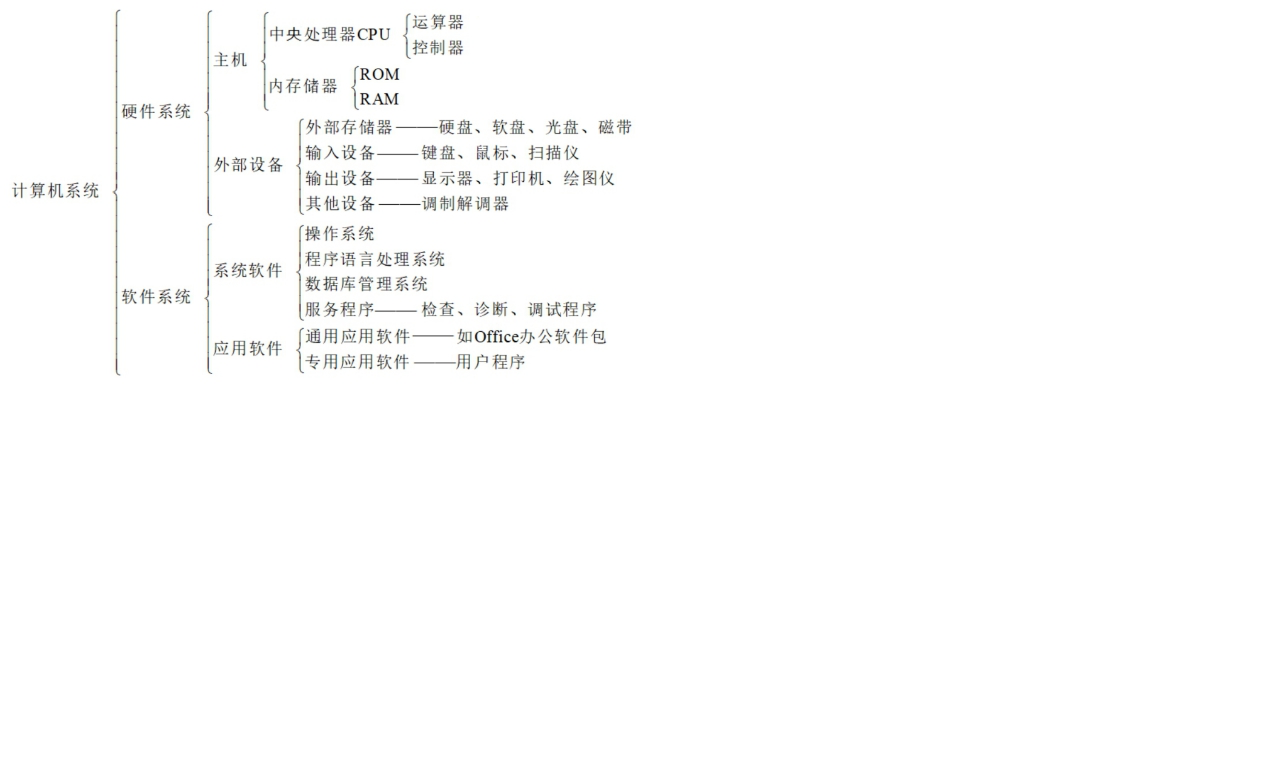 中央处理器CPU
运算器
控制器
主机
内存储器
ROM
RAM
硬件系统
外部存储器——硬盘、软盘、光盘、磁带
输入设备——键盘、鼠标、扫描仪
外部设备
输出设备——显示器、打印机、绘图仪
其他设备——调制解调器
计算机系统
操作系统
程序语言处理系统
系统软件
数据库管理系统
软件系统
服务程序——检查、诊断、调试程序
通用应用软件——如Office办公软件包
应用软件
专用应用软件——用户程序